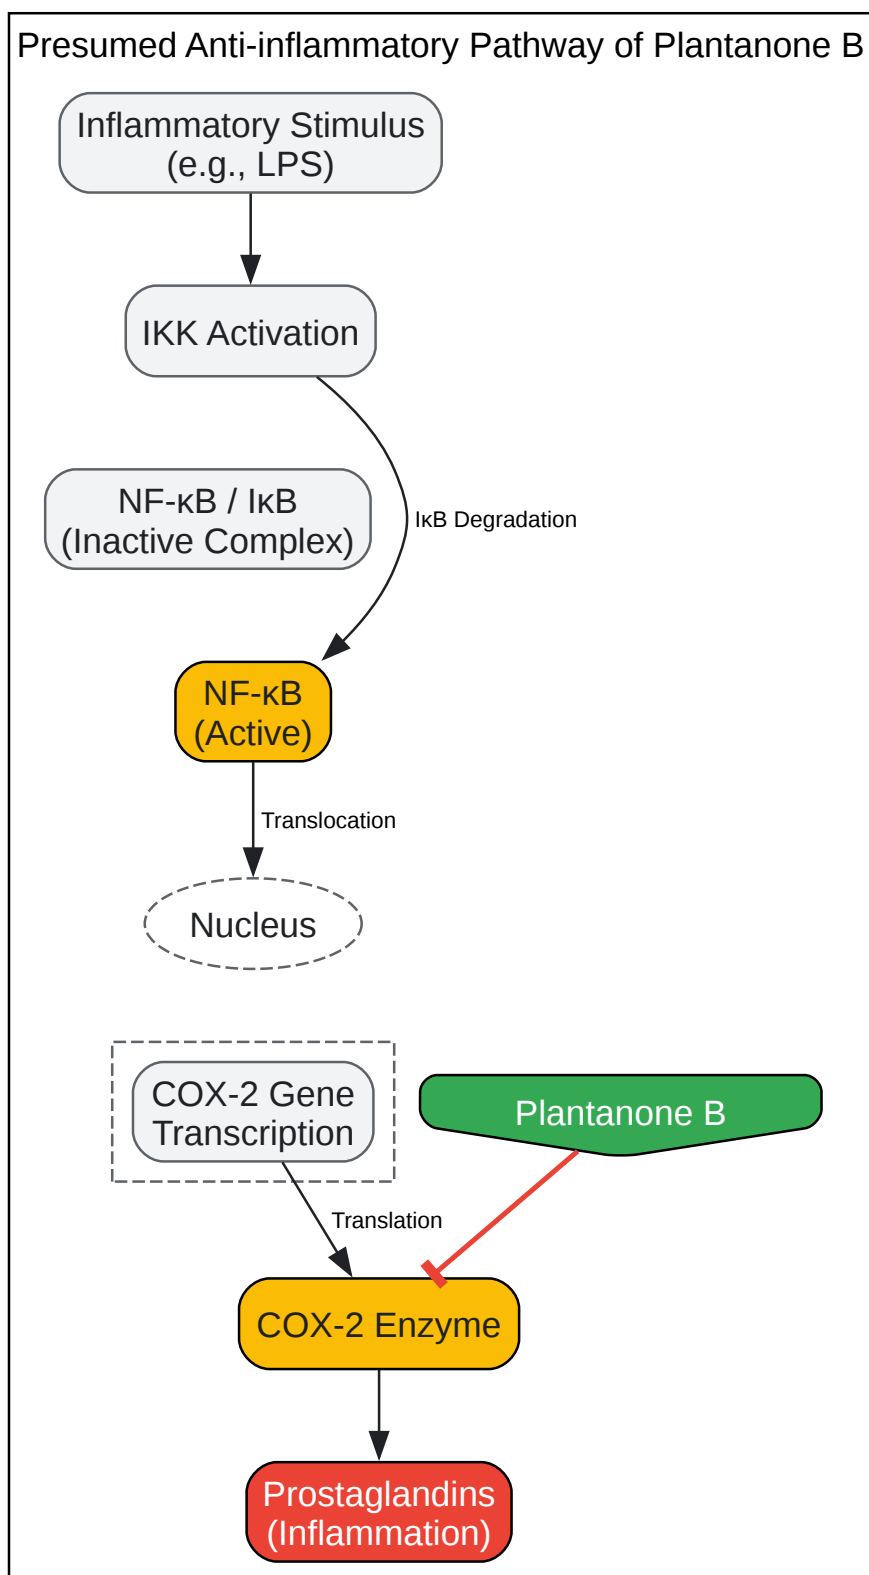 Presumed Anti-inflammatory Pathway of Plantanone B
Inflammatory Stimulus
(e.g., LPS)
IKK Activation
NF-κB / IκB
(Inactive Complex)
IκB Degradation
NF-κB
(Active)
Translocation
Nucleus
COX-2 Gene
Transcription
Plantanone B
Translation
COX-2 Enzyme
Prostaglandins
(Inflammation)